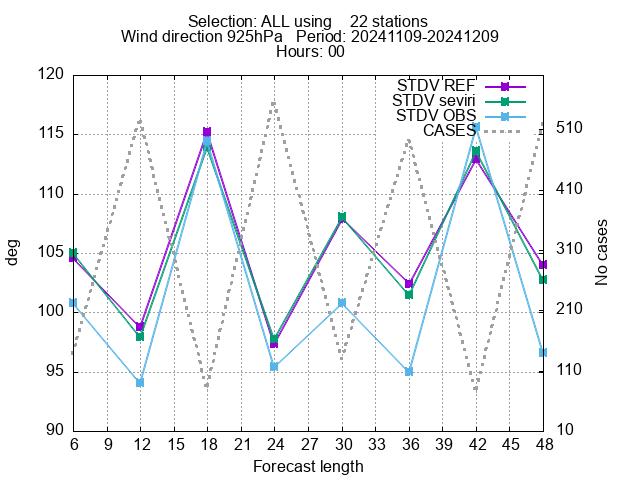 Selection: ALL using    22 stations
Wind direction 925hPa   Period: 20241109-20241209
Hours: 00
STDV REF
STDV seviri
STDV OBS
CASES
120
115
110
105
100
95
90
510
410
310
210
110
10
deg
No cases
6 9 12 15 18 21 24 27 30 33 36 39 42 45 48
Forecast length